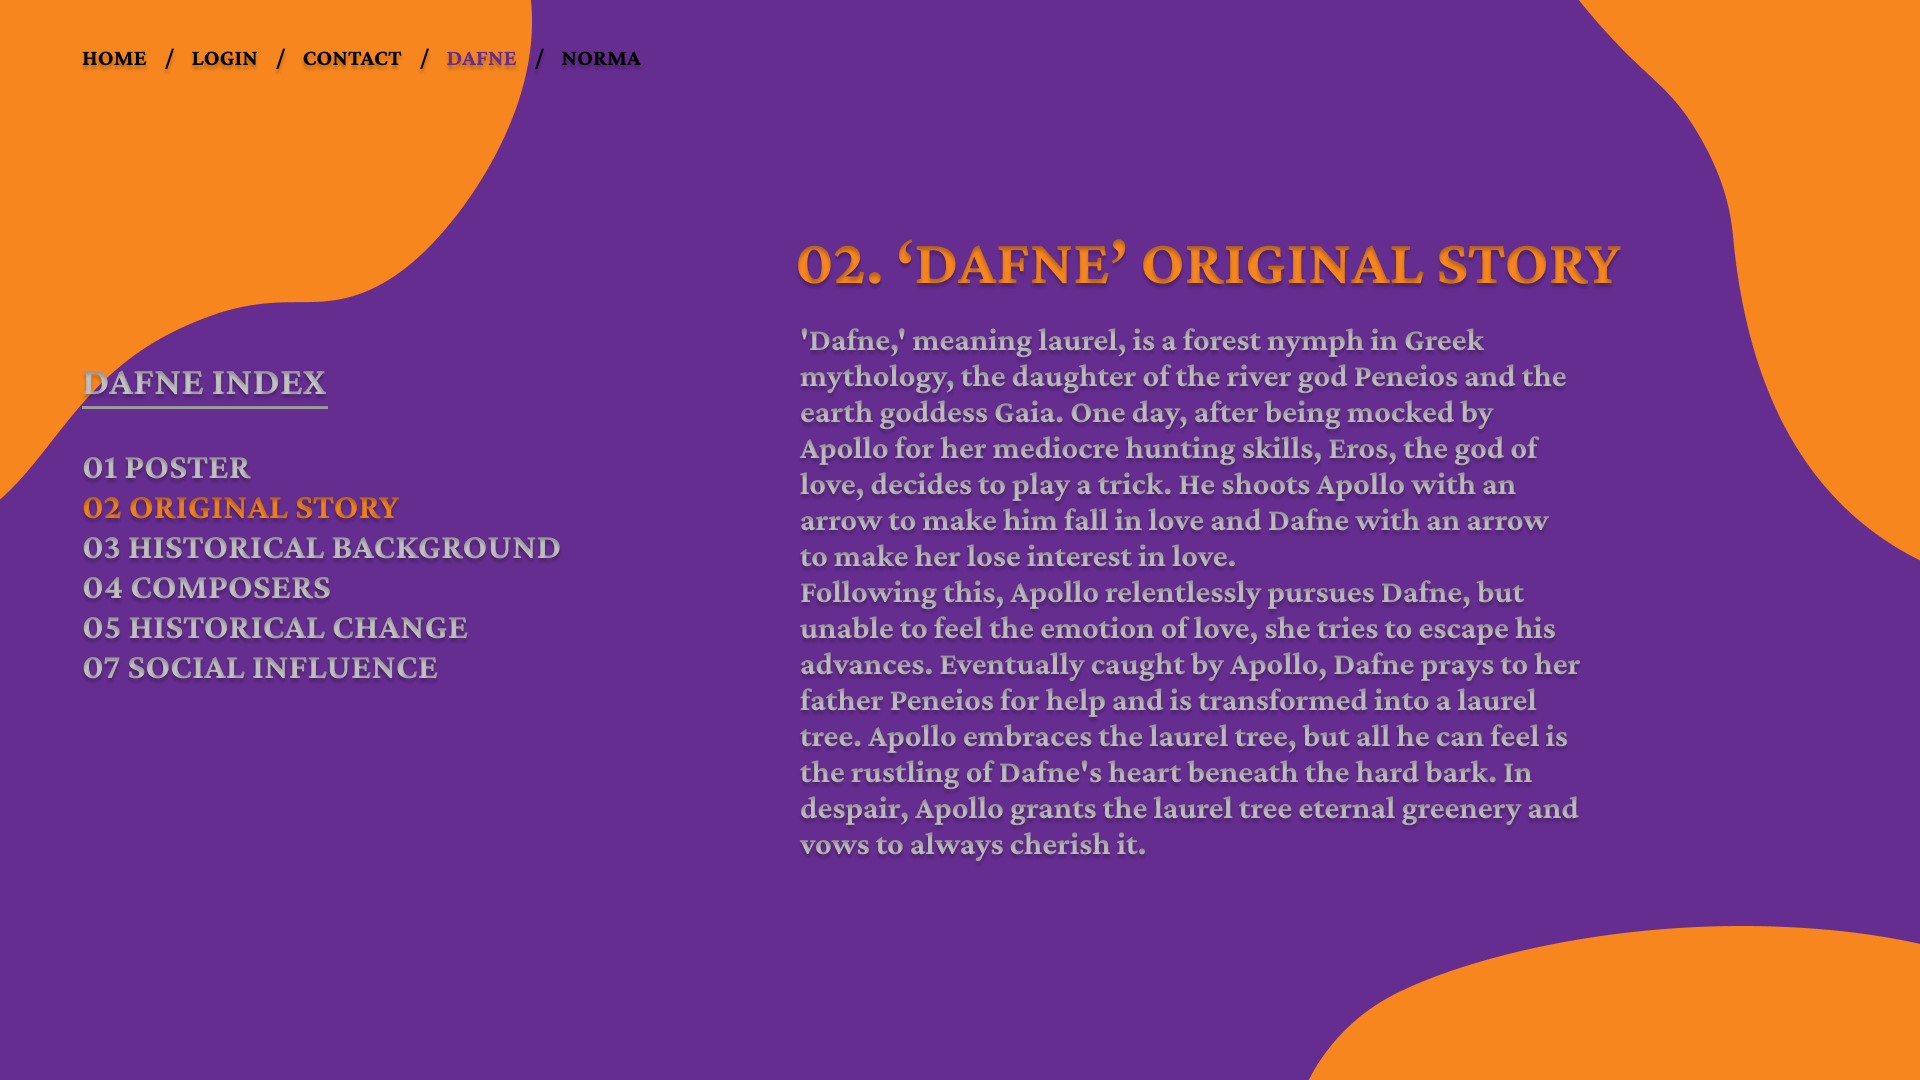 HOME / LOGIN / CONTACT / DAFNE / NORMA
DAFNE INDEX
01 POSTER
02 ORIGINAL STORY
03 HISTORICAL BACKGROUND
04 COMPOSERS
05 HISTORICAL CHANGE
07 SOCIAL INFLUENCE
02. ‘DAFNE’ ORIGINAL STORY
'Dafne,' meaning laurel, is a forest nymph in Greek
mythology, the daughter of the river god Peneios and the
earth goddess Gaia. One day, after being mocked by
Apollo for her mediocre hunting skills, Eros, the god of
love, decides to play a trick. He shoots Apollo with an
arrow to make him fall in love and Dafne with an arrow
to make her lose interest in love.
Following this, Apollo relentlessly pursues Dafne, but
unable to feel the emotion of love, she tries to escape his
advances. Eventually caught by Apollo, Dafne prays to her
father Peneios for help and is transformed into a laurel
tree. Apollo embraces the laurel tree, but all he can feel is
the rustling of Dafne's heart beneath the hard bark. In
despair, Apollo grants the laurel tree eternal greenery and
vows to always cherish it.